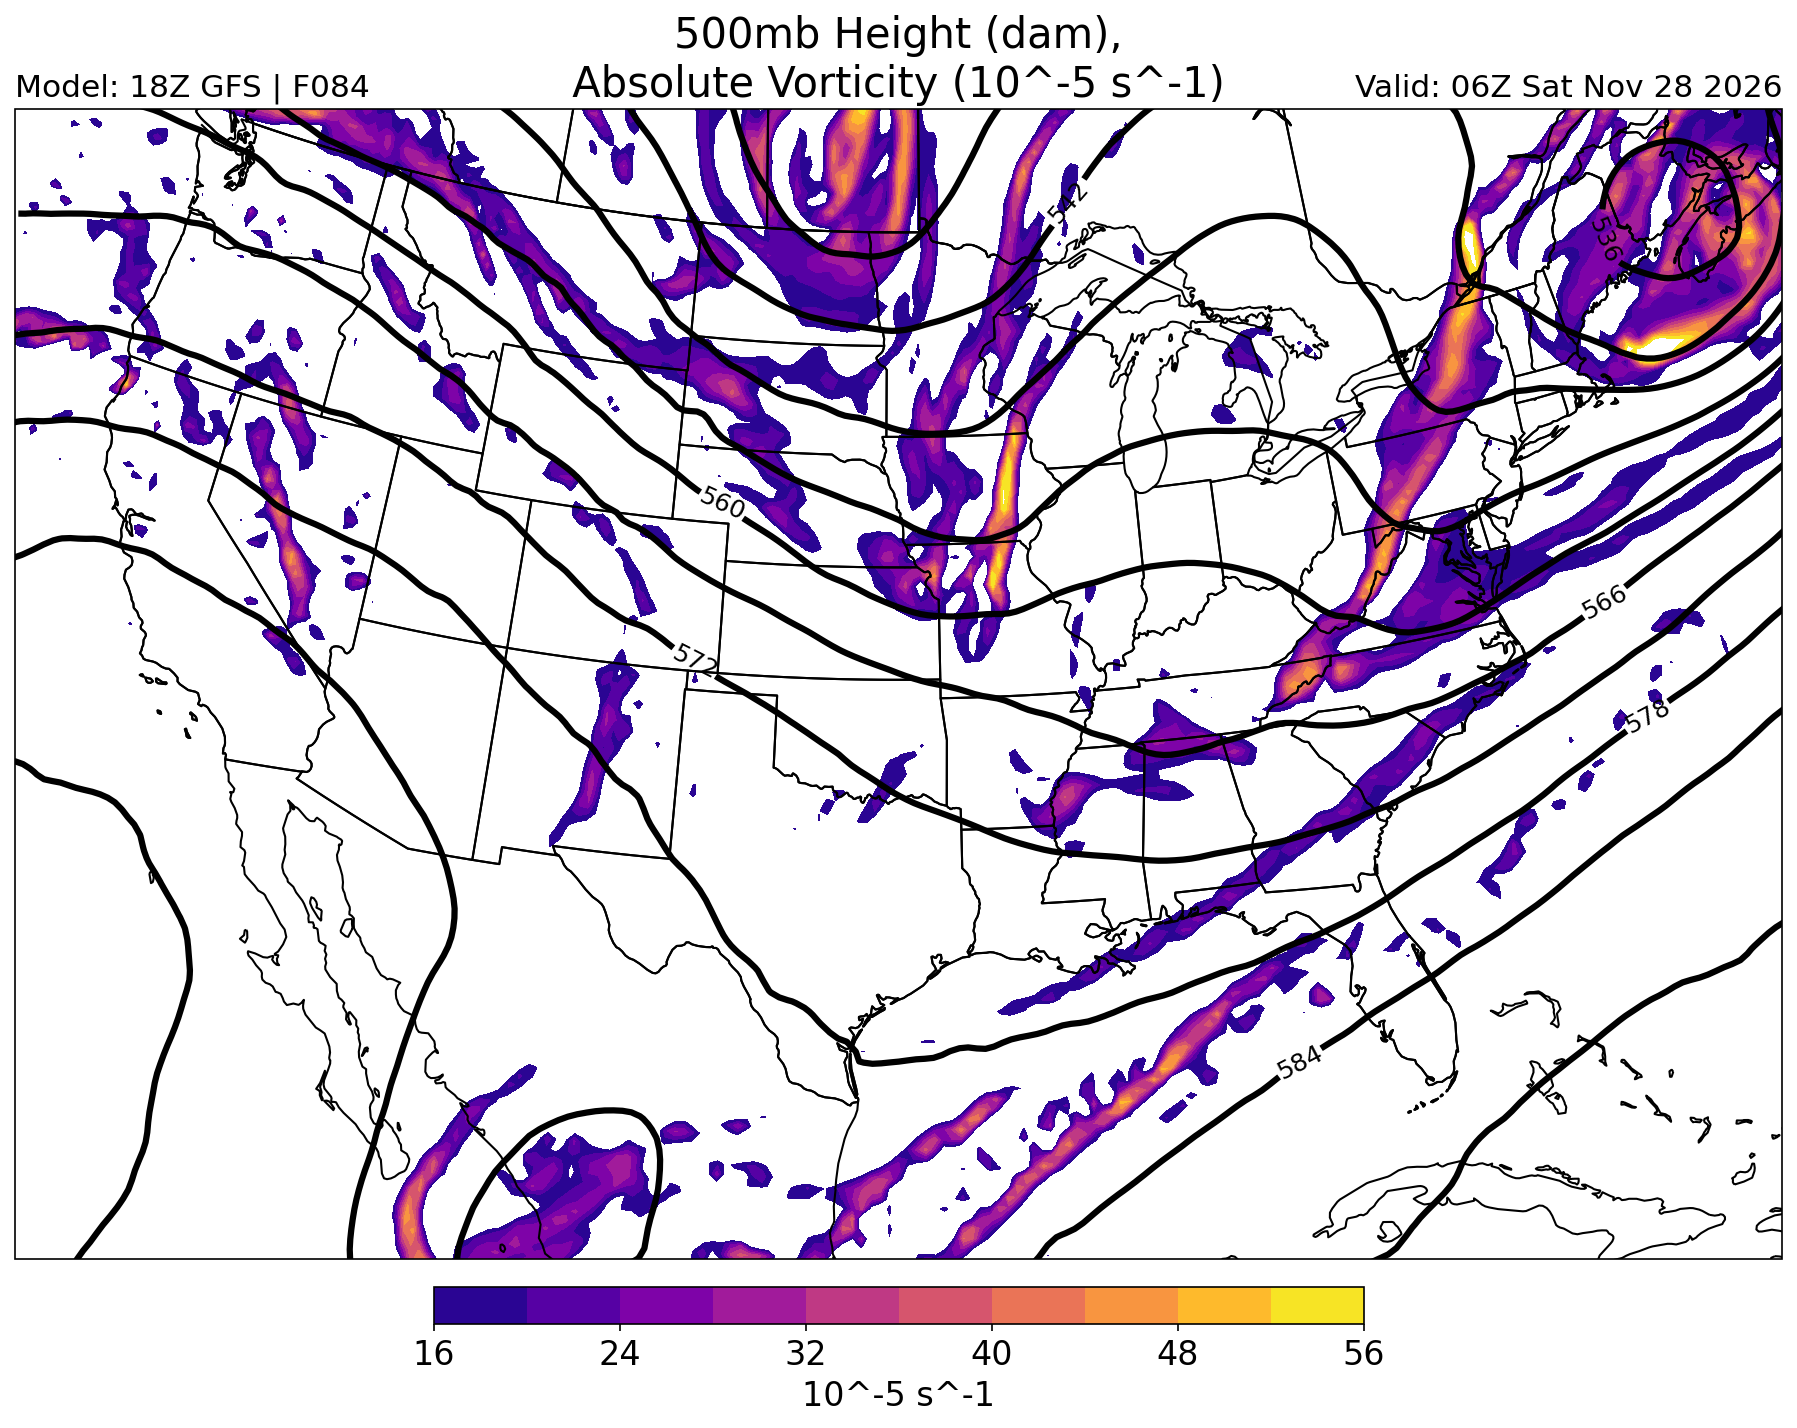 500mb Height (dam),
Model: 18Z GFS | F084
Absolute Vorticity (10^-5 s^-1)
Valid: 06Z Sat Nov 28 2026
542
536
560
566
572
578
584
16 24 32 40 48 56
10^-5 s^-1